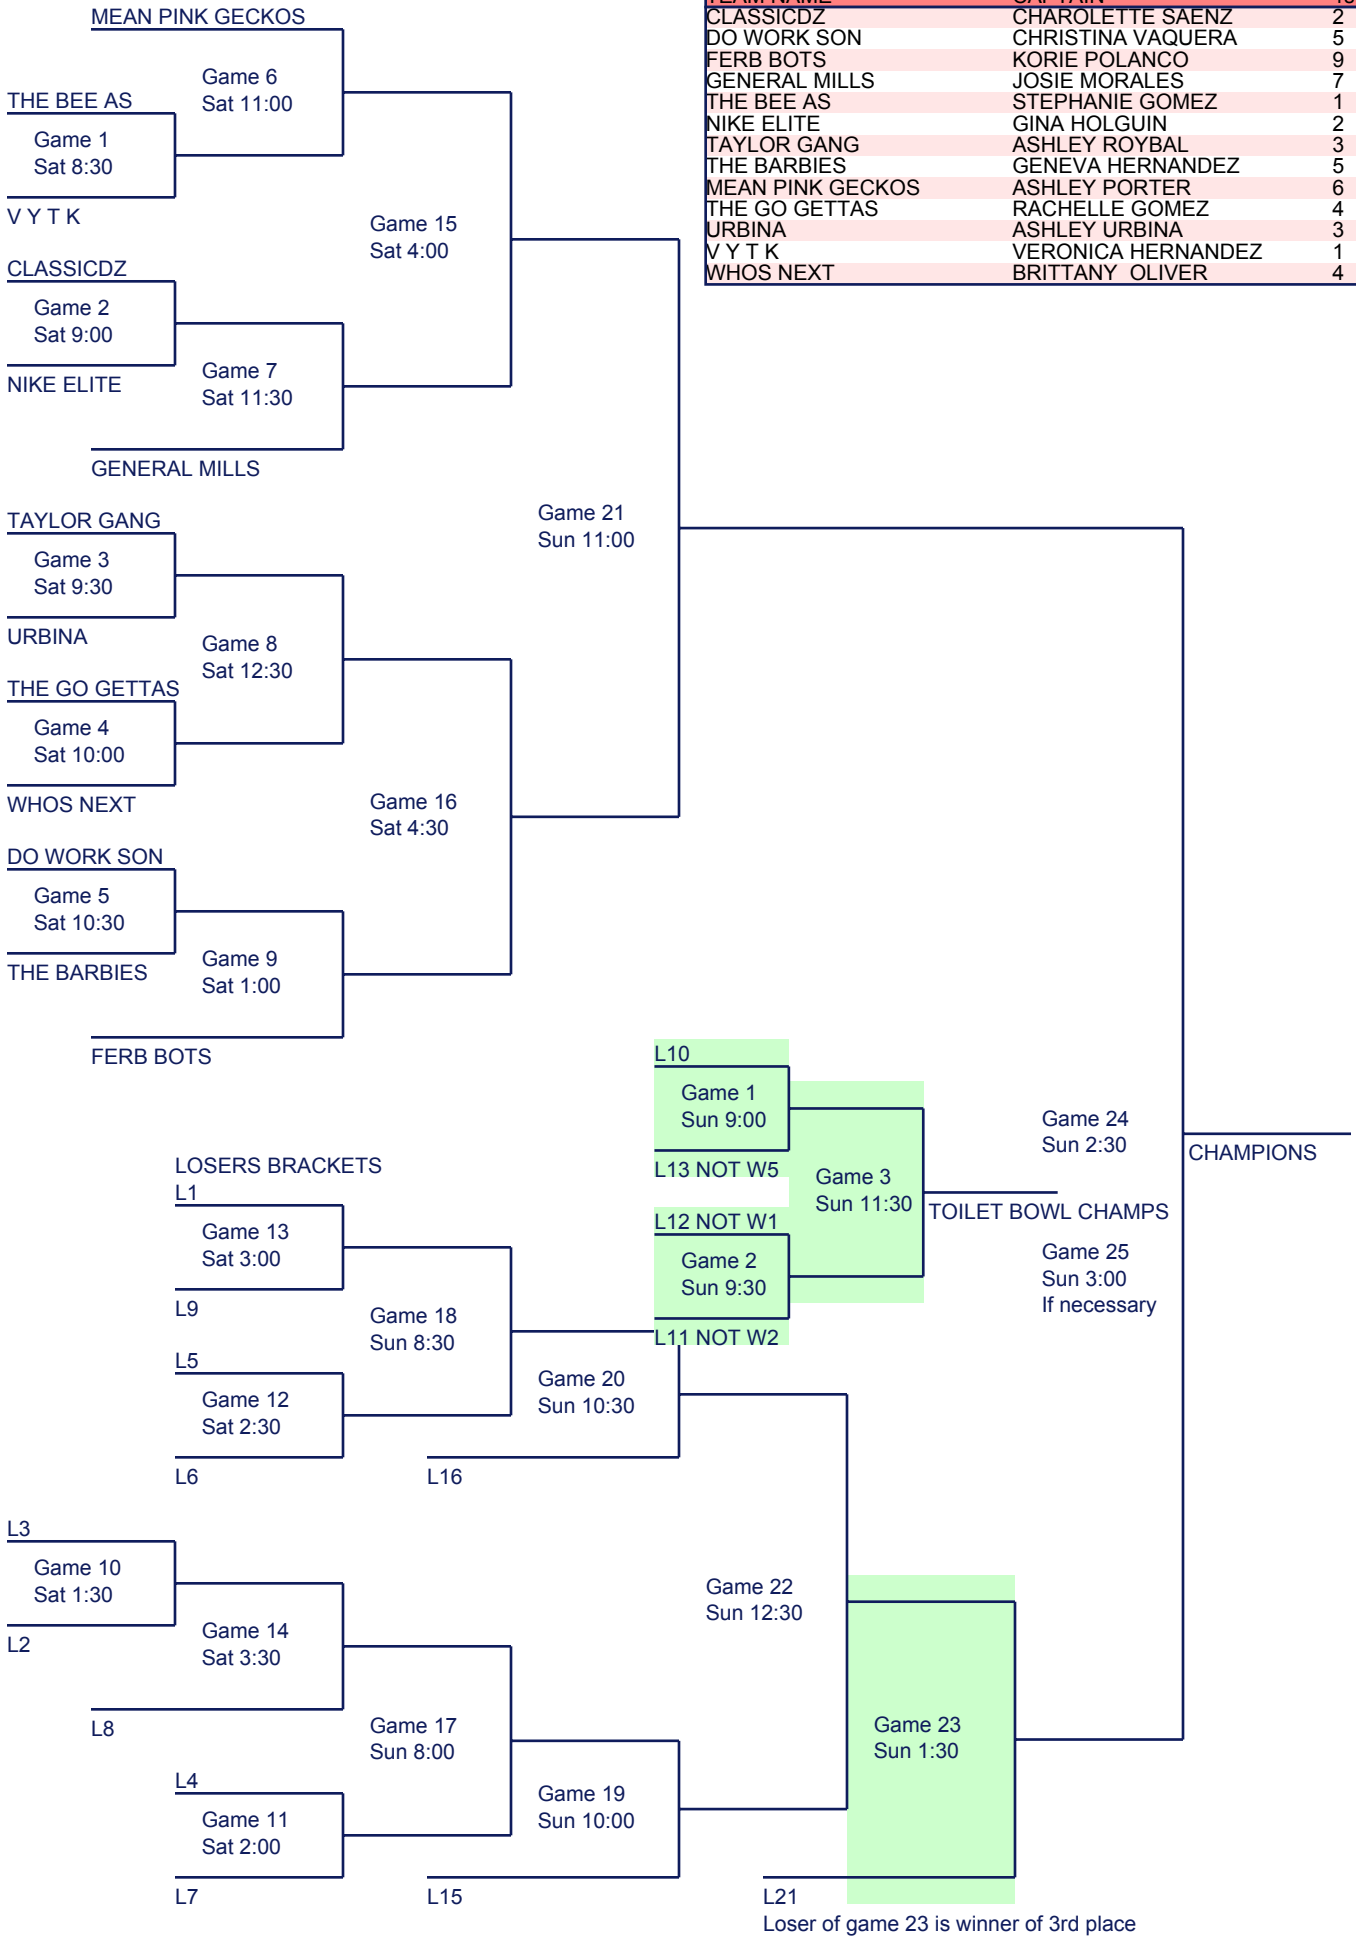 MEAN PINK GECKOS
Game 6
Sat 11:00
THE BEE AS
Game 1
Sat 8:30
V Y T K
Game 15
Sat 4:00
CLASSICDZ
Game 2
Sat 9:00
NIKE ELITE
Game 7
Sat 11:30
GENERAL MILLS
TEAM NAME CAPTAIN
CLASSICDZ CHAROLETTE SAENZ 2
DO WORK SON CHRISTINA VAQUERA 5
FERB BOTS KORIE POLANCO 9
GENERAL MILLS JOSIE MORALES 7
THE BEE AS STEPHANIE GOMEZ 1
NIKE ELITE GINA HOLGUIN 2
TAYLOR GANG ASHLEY ROYBAL 3
THE BARBIES GENEVA HERNANDEZ 5
MEAN PINK GECKOS ASHLEY PORTER 6
THE GO GETTAS RACHELLE GOMEZ 4
URBINA ASHLEY URBINA 3
V Y T K VERONICA HERNANDEZ 1
WHOS NEXT BRITTANY OLIVER 4
TAYLOR GANG
Game 3
Sat 9:30
URBINA
Game 8
Sat 12:30
THE GO GETTAS
Game 4
Sat 10:00
WHOS NEXT
Game 21
Sun 11:00
Game 16
Sat 4:30
DO WORK SON
Game 5
Sat 10:30
THE BARBIES
Game 9
Sat 1:00
FERB BOTS
L10
Game 1
Sun 9:00
L13 NOT W5
Game 3
Sun 11:30
L12 NOT W1
Game 2
Sun 9:30
L11 NOT W2
TOILET BOWL CHAMPS
Game 24
Sun 2:30
CHAMPIONS
Game 25
Sun 3:00
If necessary
LOSERS BRACKETS
L1
Game 13
Sat 3:00
L9
Game 18
Sun 8:30
L5
Game 12
Sat 2:30
L6
Game 20
Sun 10:30
L16
L3
Game 10
Sat 1:30
L2
Game 14
Sat 3:30
L8
Game 17
Sun 8:00
L4
Game 11
Sat 2:00
L7
Game 19
Sun 10:00
L15
Game 22
Sun 12:30
Game 23
Sun 1:30
L21
Loser of game 23 is winner of 3rd place